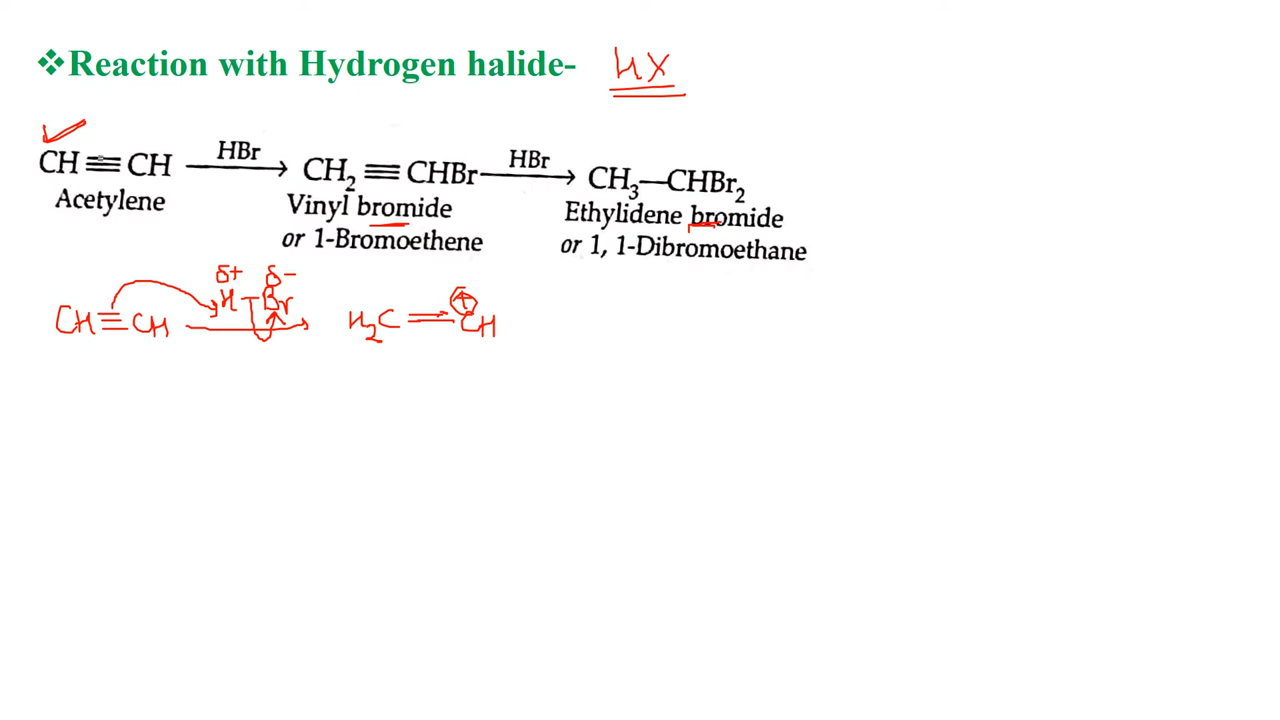 ❖Reaction with Hydrogen halide- HX
CH≡CH —HBr→ CH₂≡CHBr —HBr→ CH₃—CHBr₂
Acetylene Vinyl bromide Ethylidene bromide
or 1-Bromoethene or 1, 1-Dibromoethane
δ+ δ−
CH≡CH H—Br → H₂C=CH ⊕